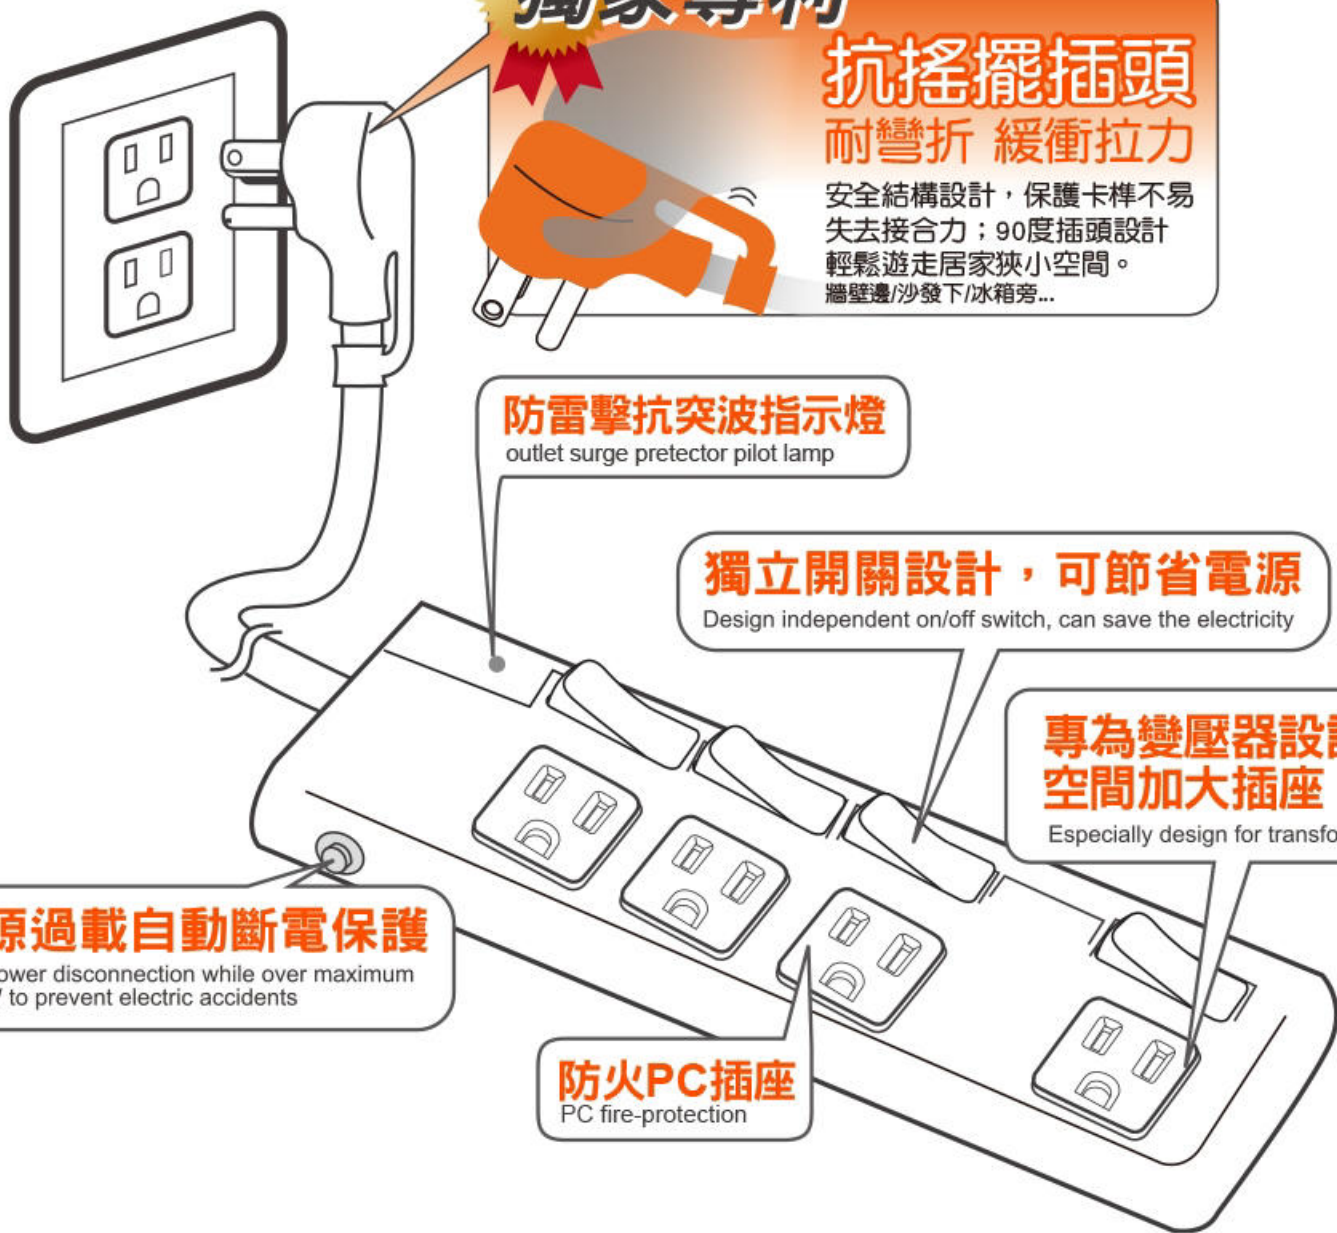 獨家專利
抗搖擺插頭
耐彎折 緩衝拉力
安全結構設計，保護卡榫不易
失去接合力；90度插頭設計
輕鬆遊走居家狹小空間。
牆壁邊/沙發下/冰箱旁...
防雷擊抗突波指示燈
outlet surge pretector pilot lamp
獨立開關設計，可節省電源
Design independent on/off switch, can save the electricity
專為變壓器設
空間加大插座
Especially design for
源過載自動斷電保護
ower disconnection while over maximum
to prevent electric accidents
防火PC插座
PC fire-protection